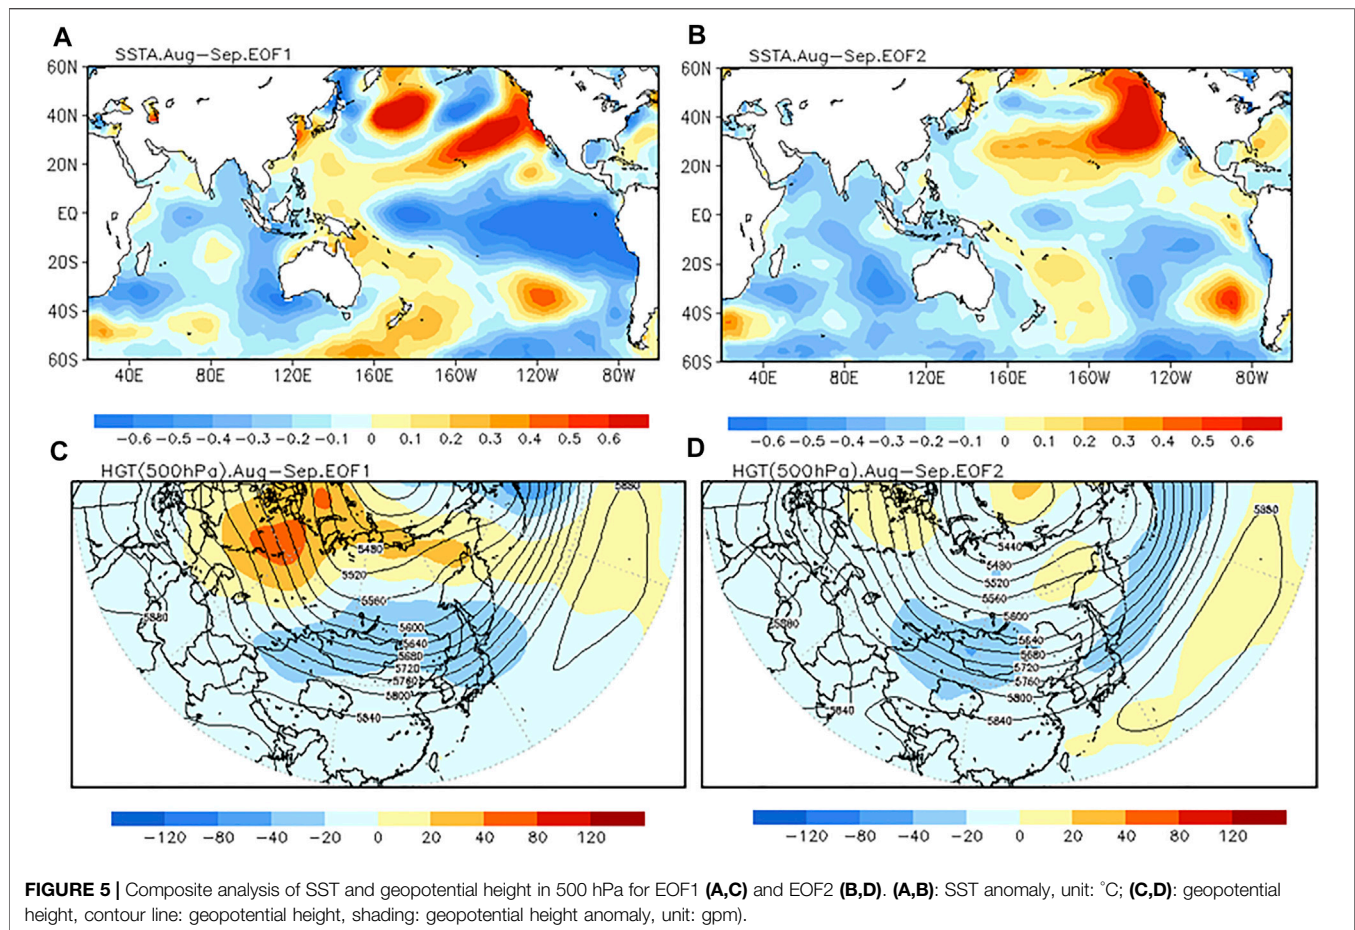 A
SSTA.Aug-Sep.EOF1
60N
40N
20N
EQ
20S
40S
60S
40E 80E 120E 160E 160W 120W 80W
-0.6 -0.5 -0.4 -0.3 -0.2 -0.1 0 0.1 0.2 0.3 0.4 0.5 0.6
B
SSTA.Aug-Sep.EOF2
60N
40N
20N
EQ
20S
40S
60S
40E 80E 120E 160E 160W 120W 80W
-0.6 -0.5 -0.4 -0.3 -0.2 -0.1 0 0.1 0.2 0.3 0.4 0.5 0.6
C
HGT(500hPa).Aug-Sep.EOF1
5880
5480
5520
5560
5880
5600
5640
5680
5720
5760
5800
5840
-120 -80 -40 -20 0 20 40 80 120
D
HGT(500hPa).Aug-Sep.EOF2
5880
5440
5480
5520
5560
5600
5880
5640
5680
5720
5760
5800
5840
5840
-120 -80 -40 -20 0 20 40 80 120
FIGURE 5 | Composite analysis of SST and geopotential height in 500 hPa for EOF1 (A,C) and EOF2 (B,D). (A,B): SST anomaly, unit: °C; (C,D): geopotential
height, contour line: geopotential height, shading: geopotential height anomaly, unit: gpm).